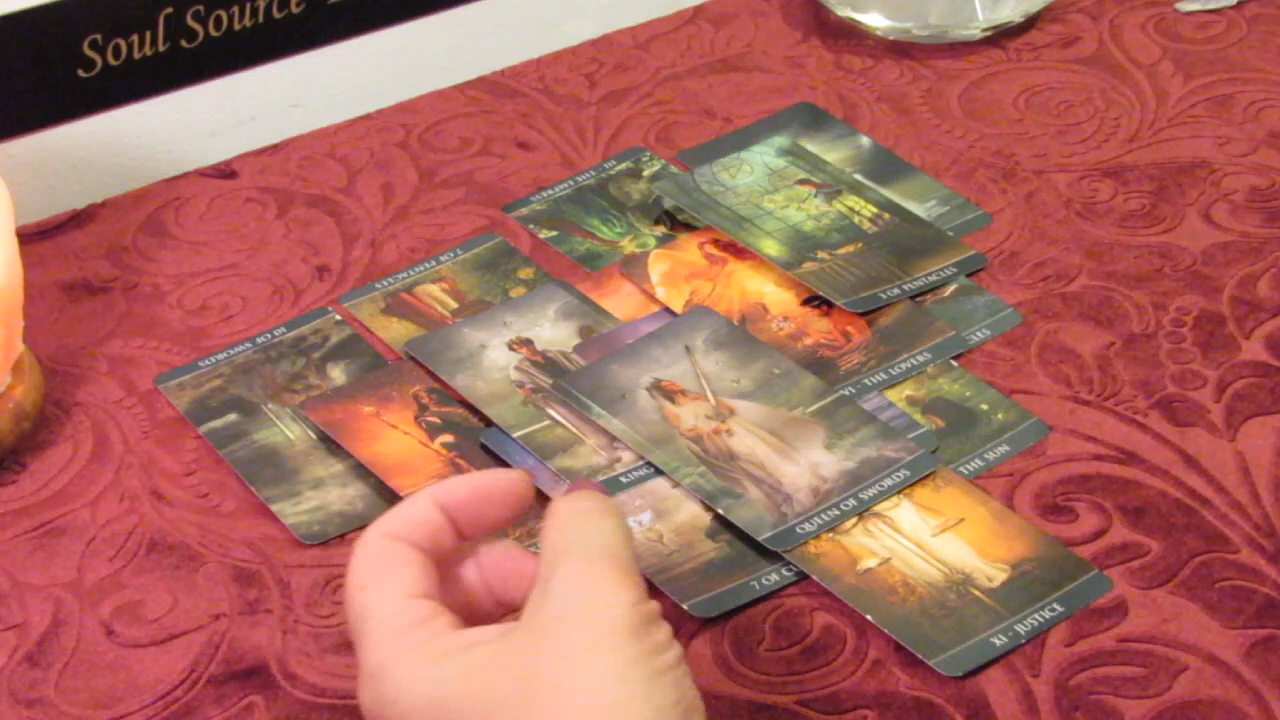 Soul Source
III - THE EMPRESS
3 OF PENTACLES
7 OF PENTACLES
10 OF SWORDS
LES
VI - THE LOVERS
THE SUN
KING
QUEEN OF SWORDS
7 OF CU
XI - JUSTICE